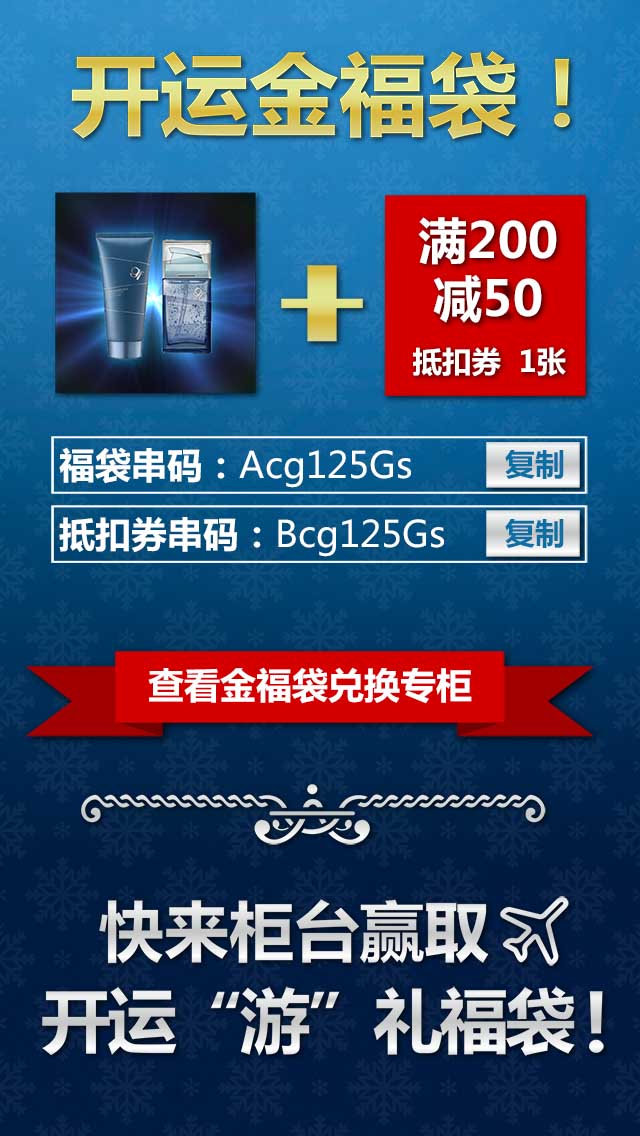 开运金福袋！
满200
减50
抵扣券 1张
福袋串码：Acg125Gs
复制
抵扣券串码：Bcg125Gs
复制
查看金福袋兑换专柜
快来柜台赢取
开运“游”礼福袋！